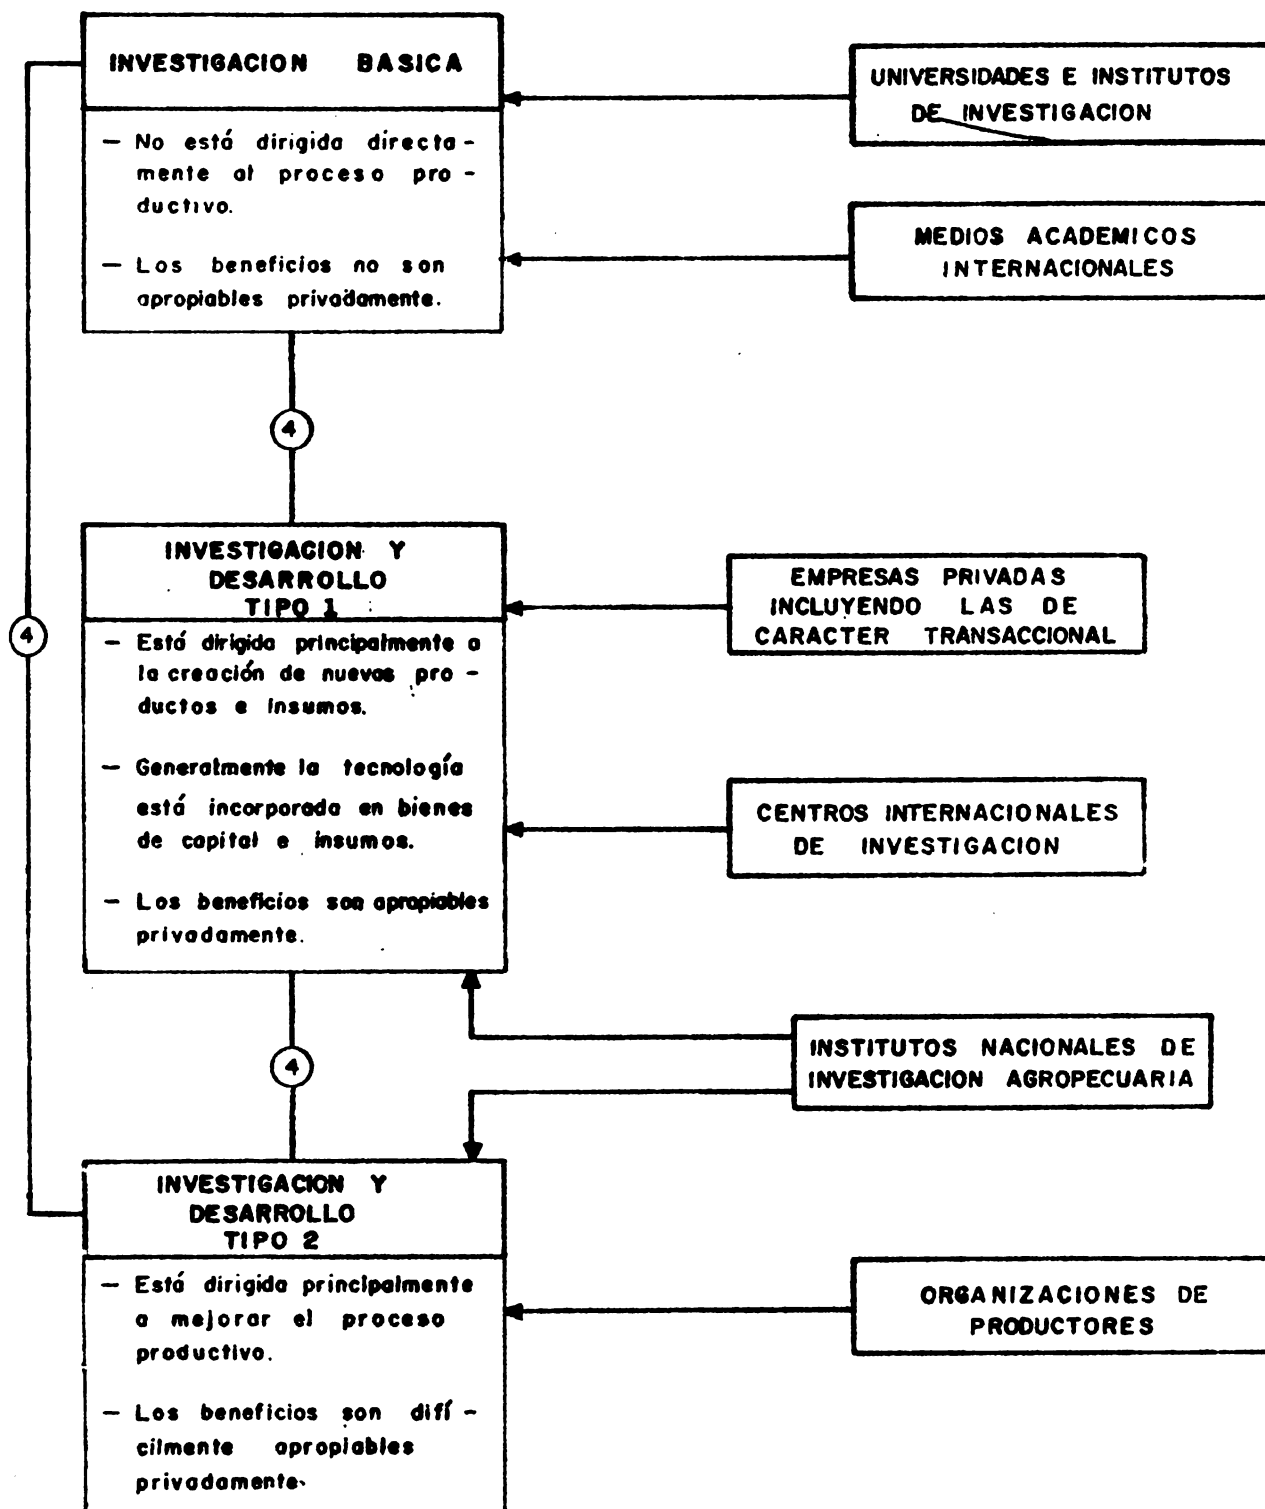 INVESTIGACION BASICA
— No está dirigida directa-
mente al proceso pro-
ductivo.
— Los beneficios no son
apropiables privadamente.
UNIVERSIDADES E INSTITUTOS
DE INVESTIGACION
MEDIOS ACADEMICOS
INTERNACIONALES
4
INVESTIGACION Y
DESARROLLO
TIPO 1
— Está dirigida principalmente a
la creación de nuevos pro-
ductos e insumos.
— Generalmente la tecnología
está incorporada en bienes
de capital e insumos.
— Los beneficios son apropiables
privadamente.
EMPRESAS PRIVADAS
INCLUYENDO LAS DE
CARACTER TRANSACCIONAL
4
CENTROS INTERNACIONALES
DE INVESTIGACION
4
INSTITUTOS NACIONALES DE
INVESTIGACION AGROPECUARIA
INVESTIGACION Y
DESARROLLO
TIPO 2
— Está dirigida principalmente
a mejorar el proceso
productivo.
— Los beneficios son difí-
cilmente apropiables
privadamente.
ORGANIZACIONES DE
PRODUCTORES